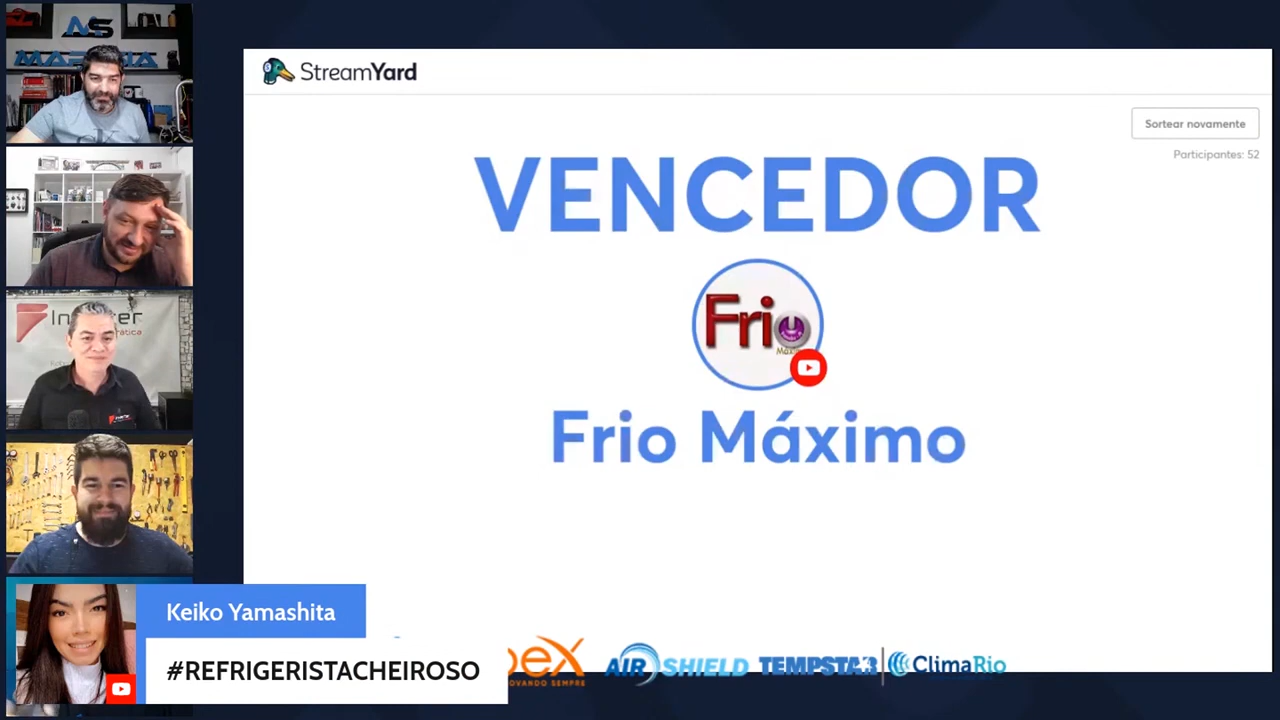 StreamYard
Sortear novamente
Participantes: 52
VENCEDOR
Frio
Frio Máximo
Keiko Yamashita
#REFRIGERISTACHEIROSO
AIR SHIELD
TEMPSTAR
ClimaRio